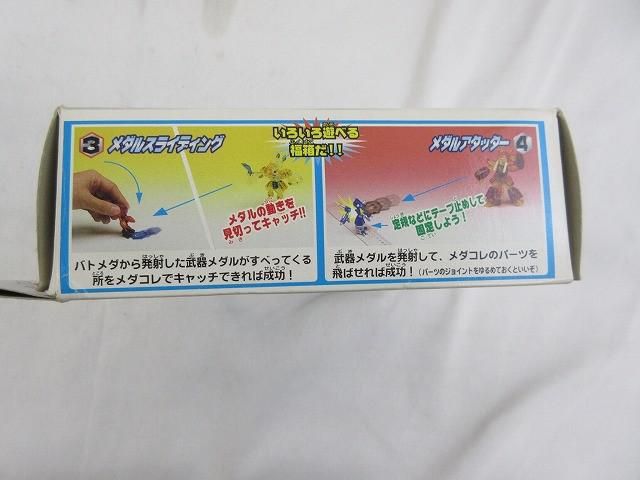 いろいろ遊べる
福箱だ!!
3 メダルスライディング
メダルの動きを
見切ってキャッチ!!
バトメダから発射した武器メダルがすべってくる
所をメダコレでキャッチできれば成功!
メダルアタッター 4
定規などにテープ止めして
固定しよう!
武器メダルを発射して、メダコレのパーツを
飛ばせれば成功!(パーツのジョイントをゆるめておくといいぞ)